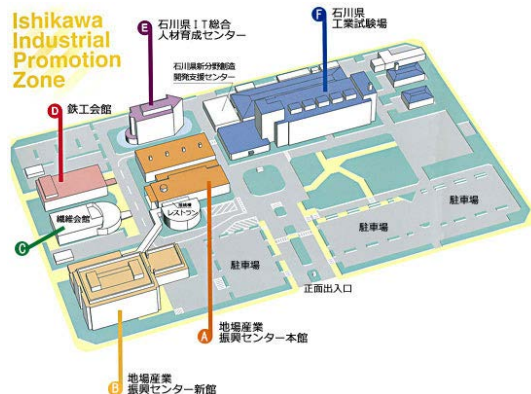 Ishikawa
Industrial
Promotion
Zone
E
石川県IT総合
人材育成センター
F
石川県
工業試験場
石川県新分野創造
開発支援センター
D
鉄工会館
繊維会館
C
レストラン
駐車場
駐車場
駐車場
正面出入口
A
地場産業
振興センター本館
B
地場産業
振興センター新館